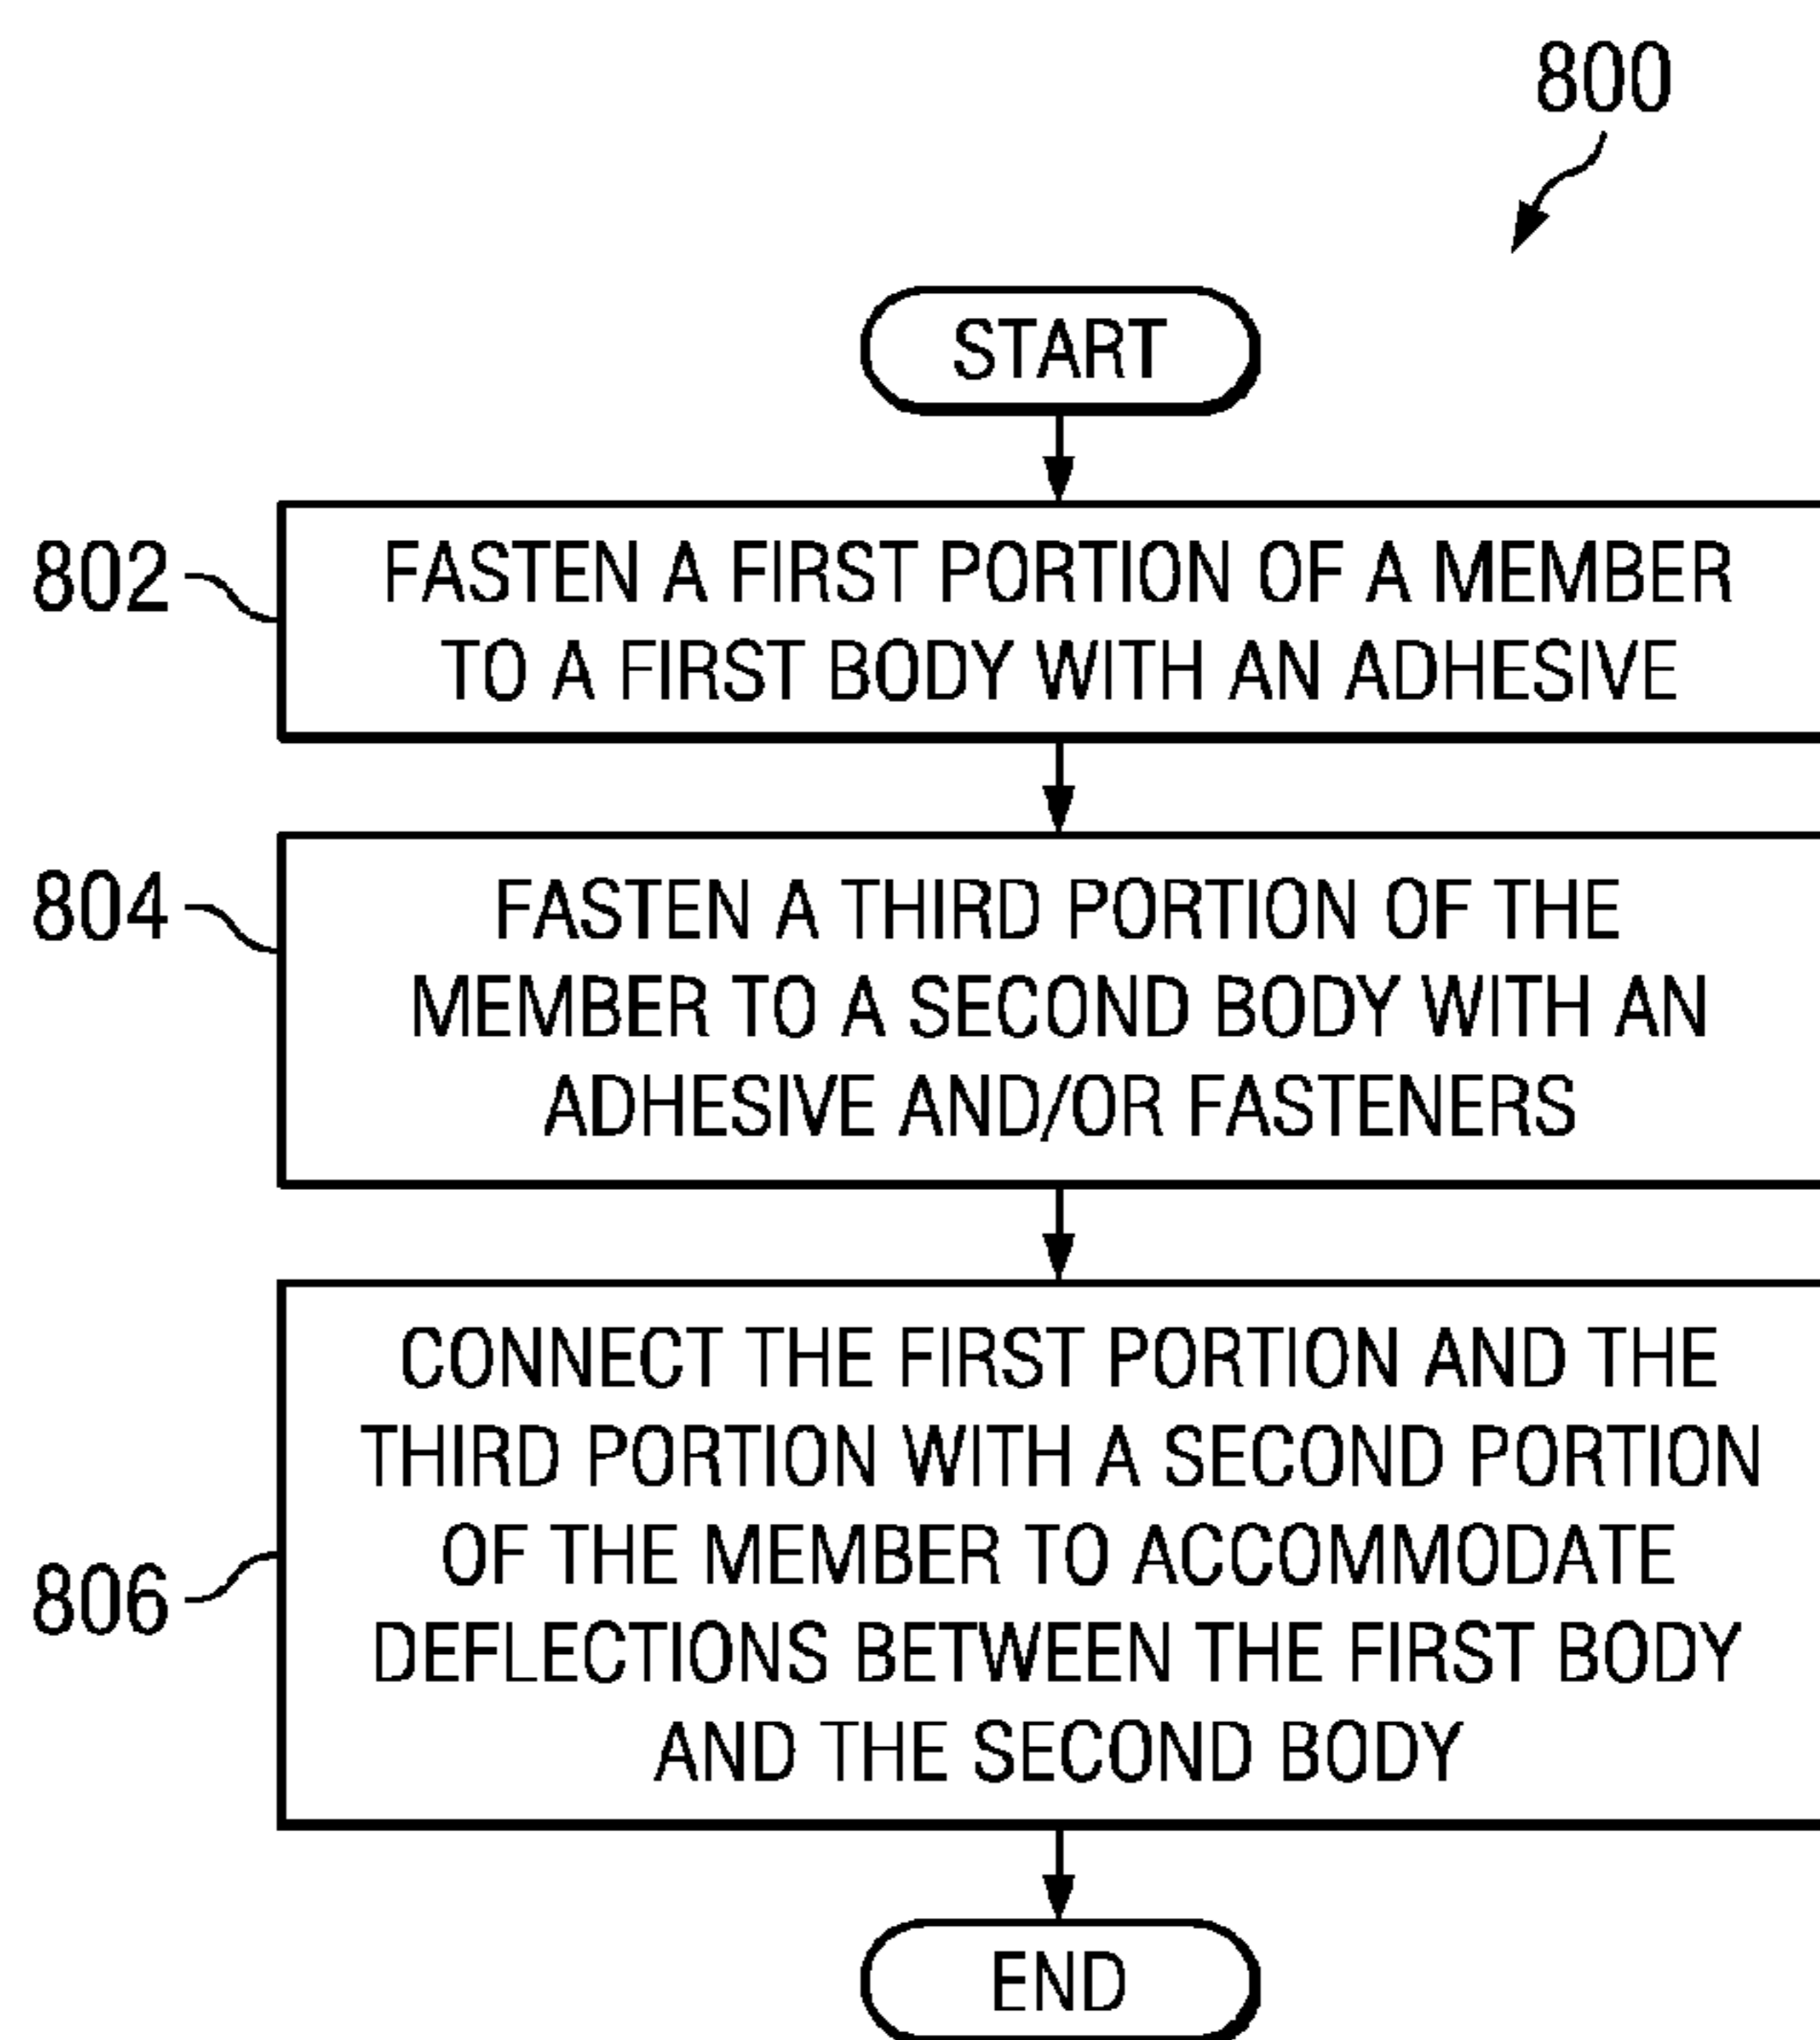 800
START
802
FASTEN A FIRST PORTION OF A MEMBER
TO A FIRST BODY WITH AN ADHESIVE
804
FASTEN A THIRD PORTION OF THE
MEMBER TO A SECOND BODY WITH AN
ADHESIVE AND/OR FASTENERS
806
CONNECT THE FIRST PORTION AND THE
THIRD PORTION WITH A SECOND PORTION
OF THE MEMBER TO ACCOMMODATE
DEFLECTIONS BETWEEN THE FIRST BODY
AND THE SECOND BODY
END